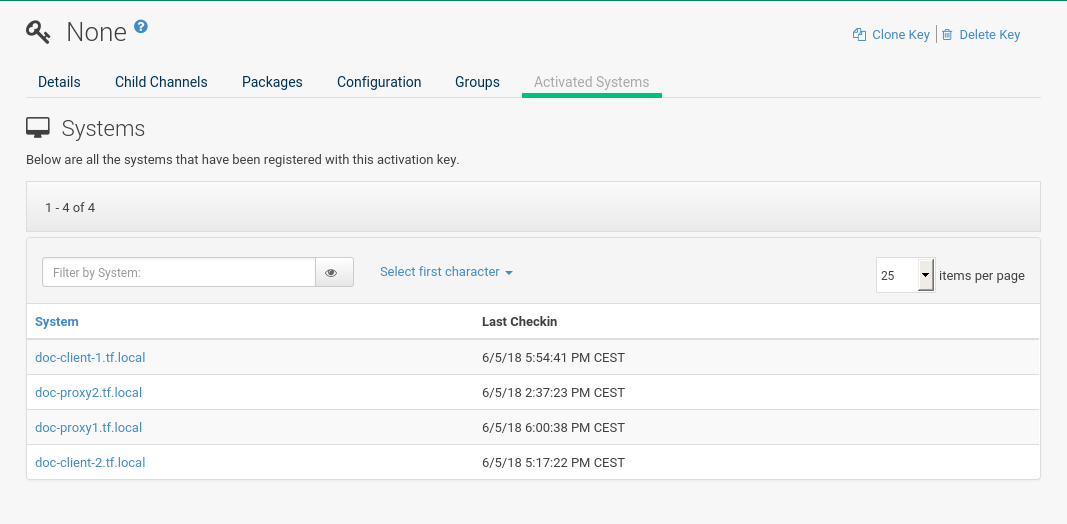 None ?
Clone Key | Delete Key
Details Child Channels Packages Configuration Groups Activated Systems
Systems
Below are all the systems that have been registered with this activation key.
1 - 4 of 4
Filter by System: Select first character 25 items per page
System Last Checkin
doc-client-1.tf.local 6/5/18 5:54:41 PM CEST
doc-proxy2.tf.local 6/5/18 2:37:23 PM CEST
doc-proxy1.tf.local 6/5/18 6:00:38 PM CEST
doc-client-2.tf.local 6/5/18 5:17:22 PM CEST